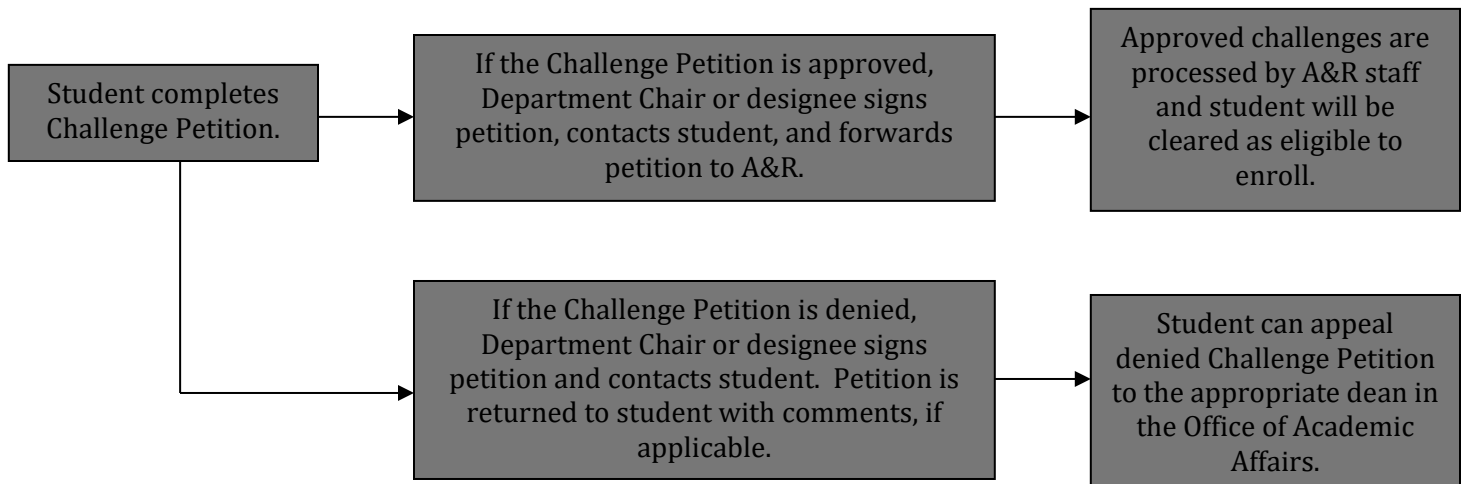 Student completes
Challenge Petition.
If the Challenge Petition is approved,
Department Chair or designee signs
petition, contacts student, and forwards
petition to A&R.
Approved challenges are
processed by A&R staff
and student will be
cleared as eligible to
enroll.
If the Challenge Petition is denied,
Department Chair or designee signs
petition and contacts student.  Petition is
returned to student with comments, if
applicable.
Student can appeal
denied Challenge Petition
to the appropriate dean in
the Office of Academic
Affairs.